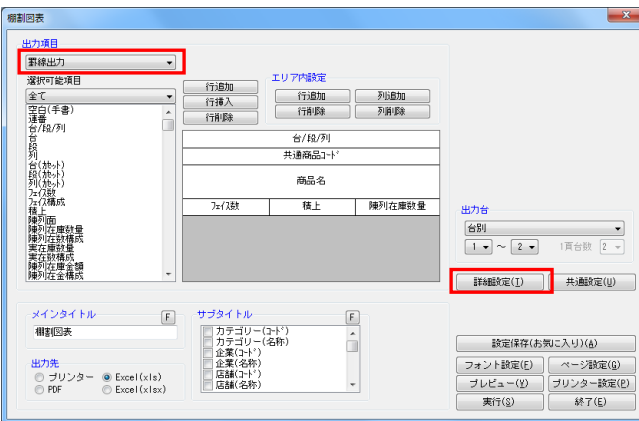 棚割図表
出力項目
罫線出力
選択可能項目
全て
空白(手書)
連番
台/段/列
台
段
列
台(ｶｾｯﾄ)
段(ｶｾｯﾄ)
列(ｶｾｯﾄ)
ﾌｪｲｽ数
ﾌｪｲｽ構成
積上
陳列面
陳列在庫数量
陳列在数構成
実在庫数量
実在数構成
陳列在庫金額
陳列在金構成
行追加
行挿入
行削除
エリア内設定
行追加
列追加
行削除
列削除
台/段/列
共通商品ｺｰﾄﾞ
商品名
ﾌｪｲｽ数
積上
陳列在庫数量
出力台
台別
1 ～ 2
1頁台数 2
詳細設定(T)
共通設定(U)
メインタイトル F
棚割図表
出力先
プリンター
Excel(xls)
PDF
Excel(xlsx)
サブタイトル F
カテゴリー(ｺｰﾄﾞ)
カテゴリー(名称)
企業(ｺｰﾄﾞ)
企業(名称)
店舗(ｺｰﾄﾞ)
店舗(名称)
設定保存(お気に入り)(A)
フォント設定(F)
ページ設定(G)
プレビュー(V)
プリンター設定(P)
実行(S)
終了(E)